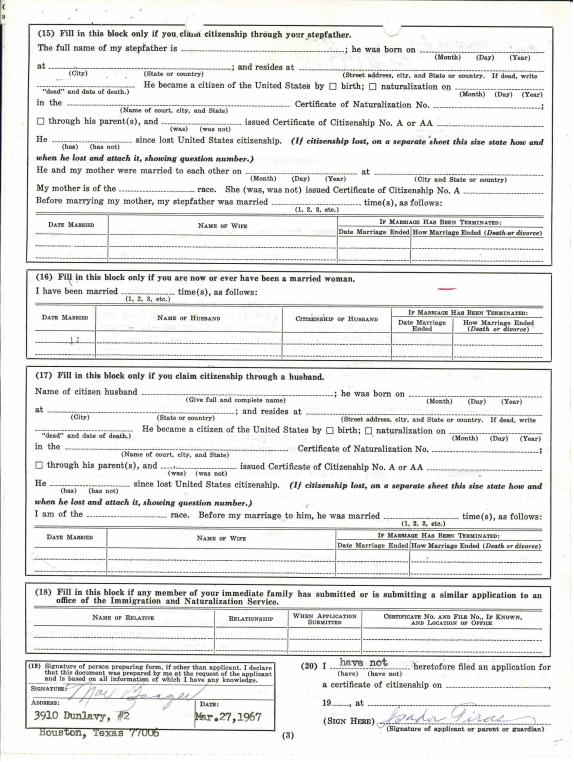 (15) Fill in this block only if you claim citizenship through your stepfather.
The full name of my stepfather is ; he was born on
(Month) (Day) (Year)
at ; and resides at
(City) (State or country) (Street address, city, and State or country. If dead, write
He became a citizen of the United States by ☐ birth; ☐ naturalization on
"dead" and date of death.) (Month) (Day) (Year)
in the Certificate of Naturalization No. ;
(Name of court, city, and State)
☐ through his parent(s), and issued Certificate of Citizenship No. A or AA
(was) (was not)
He since lost United States citizenship. (If citizenship lost, on a separate sheet this size state how and
(has) (has not)
when he lost and attach it, showing question number.)
He and my mother were married to each other on at
(Month) (Day) (Year) (City and State or country)
My mother is of the race. She (was, was not) issued Certificate of Citizenship No. A
Before marrying my mother, my stepfather was married time(s), as follows:
(1, 2, 3, etc.)
DATE MARRIED NAME OF WIFE IF MARRIAGE HAS BEEN TERMINATED:
Date Marriage Ended How Marriage Ended (Death or divorce)
(16) Fill in this block only if you are now or ever have been a married woman.
I have been married time(s), as follows:
(1, 2, 3, etc.)
DATE MARRIED NAME OF HUSBAND CITIZENSHIP OF HUSBAND IF MARRIAGE HAS BEEN TERMINATED:
Date Marriage Ended How Marriage Ended (Death or divorce)
(17) Fill in this block only if you claim citizenship through a husband.
Name of citizen husband ; he was born on
(Give full and complete name) (Month) (Day) (Year)
at ; and resides at
(City) (State or country) (Street address, city, and State or country. If dead, write
He became a citizen of the United States by ☐ birth; ☐ naturalization on
"dead" and date of death.) (Month) (Day) (Year)
in the Certificate of Naturalization No. ;
(Name of court, city, and State)
☐ through his parent(s), and issued Certificate of Citizenship No. A or AA
(was) (was not)
He since lost United States citizenship. (If citizenship lost, on a separate sheet this size state how and
(has) (has not)
when he lost and attach it, showing question number.)
I am of the race. Before my marriage to him, he was married time(s), as follows:
(1, 2, 3, etc.)
DATE MARRIED NAME OF WIFE IF MARRIAGE HAS BEEN TERMINATED:
Date Marriage Ended How Marriage Ended (Death or divorce)
(18) Fill in this block if any member of your immediate family has submitted or is submitting a similar application to an
office of the Immigration and Naturalization Service.
NAME OF RELATIVE RELATIONSHIP WHEN APPLICATION SUBMITTED CERTIFICATE NO. AND FILE NO., IF KNOWN, AND LOCATION OF OFFICE
(19) Signature of person preparing form, if other than applicant. I declare
that this document was prepared by me at the request of the applicant
and is based on all information of which I have any knowledge.
SIGNATURE:
ADDRESS: DATE:
3910 Dunlavy, #2 Mar.27,1967
Houston, Texas 77006
(20) I have not heretofore filed an application for
(have) (have not)
a certificate of citizenship on ,
19 , at
(SIGN HERE) Isador Piras
(Signature of applicant or parent or guardian)
(3)